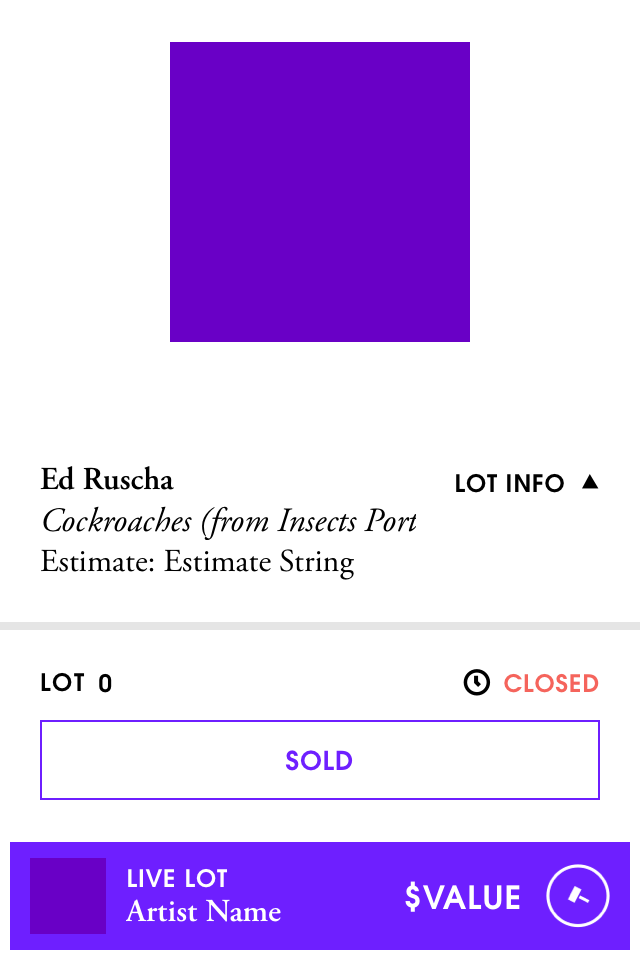 Ed Ruscha
LOT INFO ▲
Cockroaches (from Insects Port
Estimate: Estimate String
LOT 0
CLOSED
SOLD
LIVE LOT
Artist Name
$VALUE